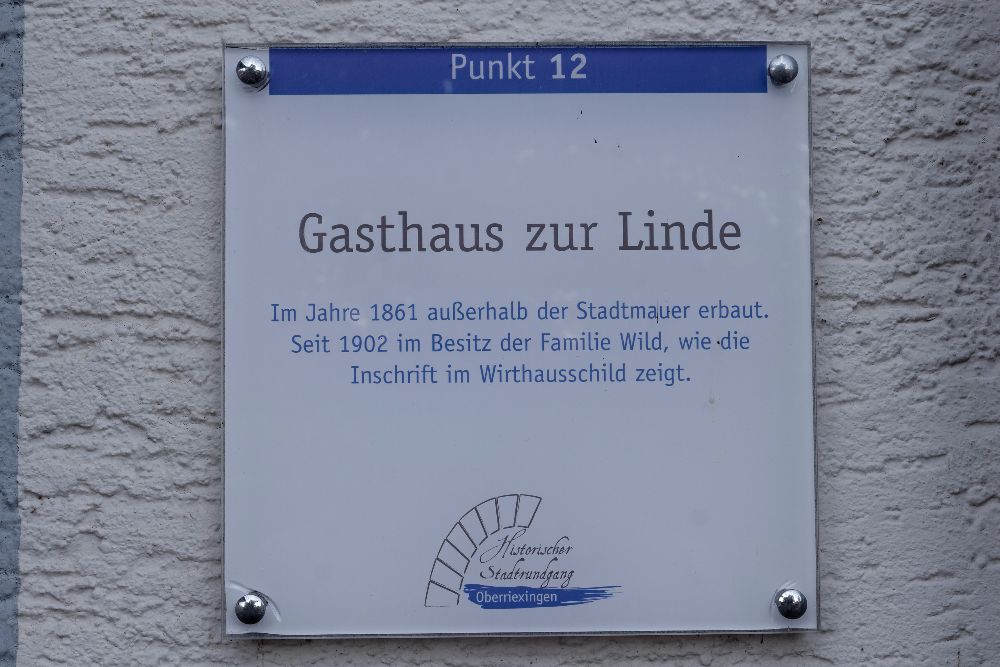 Punkt 12
Gasthaus zur Linde
Im Jahre 1861 außerhalb der Stadtmauer erbaut.
Seit 1902 im Besitz der Familie Wild, wie die
Inschrift im Wirthausschild zeigt.
Historischer
Stadtrundgang
Oberriexingen